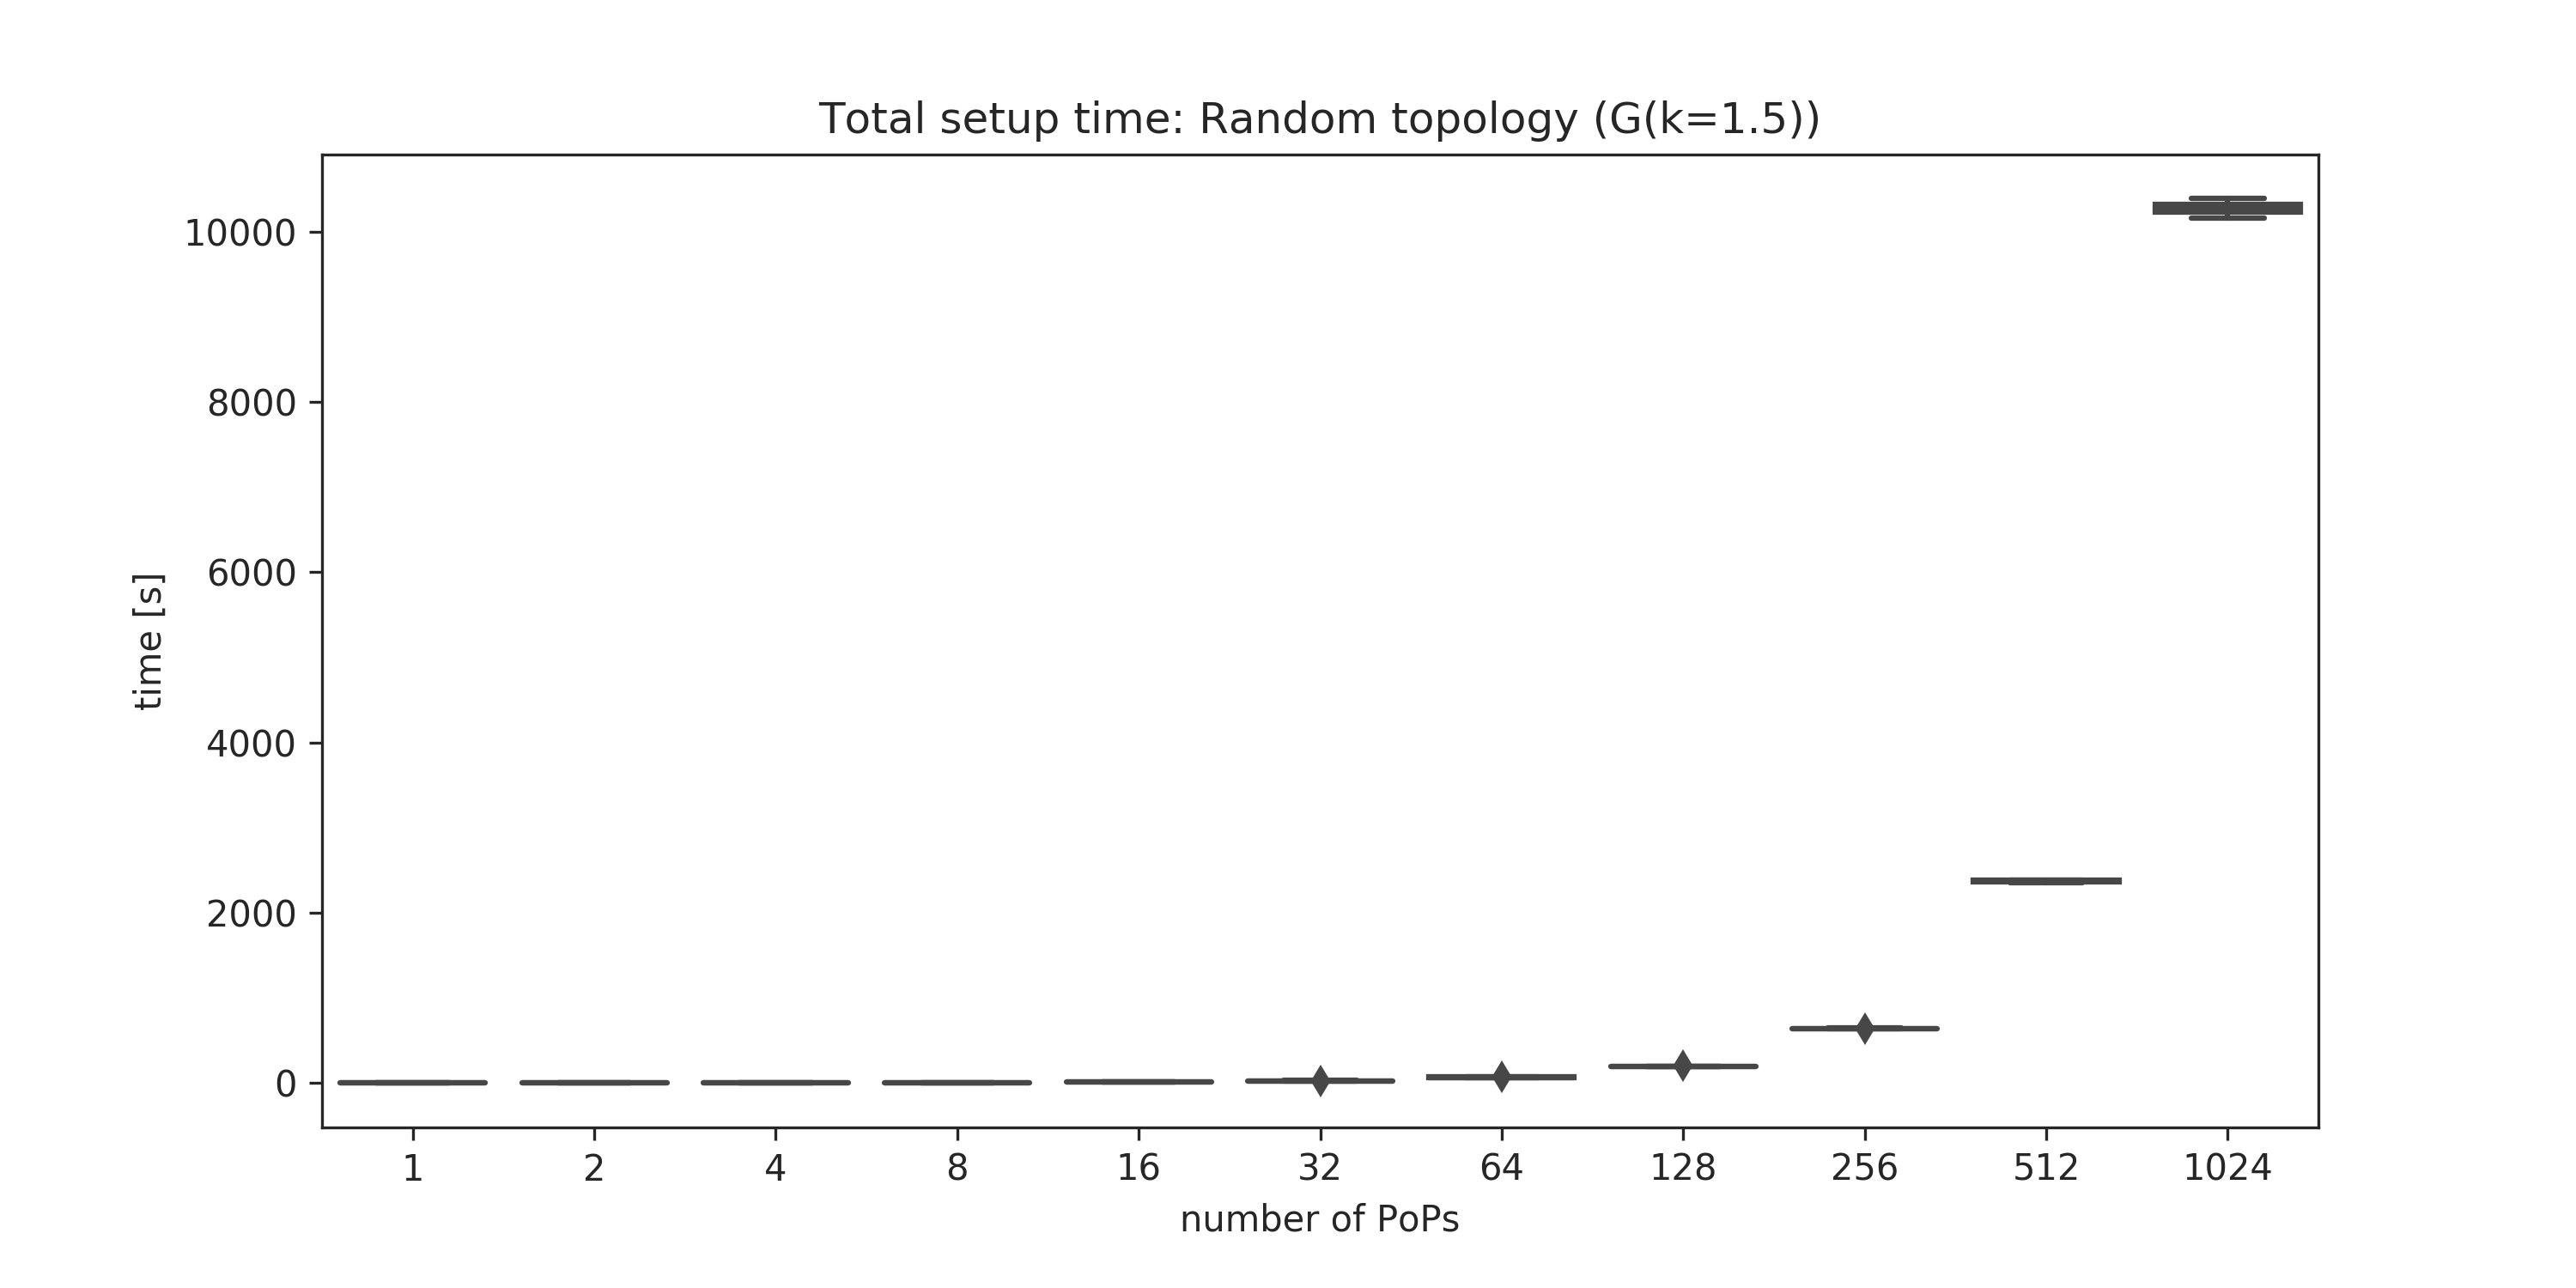 Total setup time: Random topology (G(k=1.5))
10000
8000
6000
4000
2000
0
time [s]
1 2 4 8 16 32 64 128 256 512 1024
number of PoPs